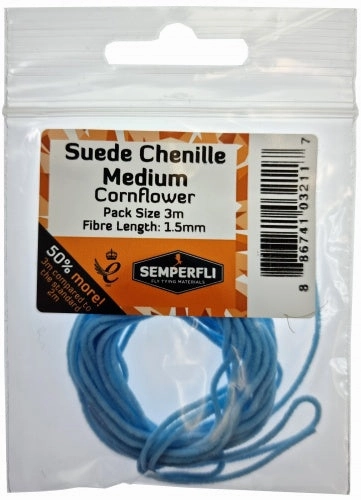 Suede Chenille
Medium
Cornflower
Pack Size 3m
Fibre Length: 1.5mm
50% more!
3m compared to
the standard
2m
SEMPERFLI
FLY TYING MATERIALS
8 86741 03211 7